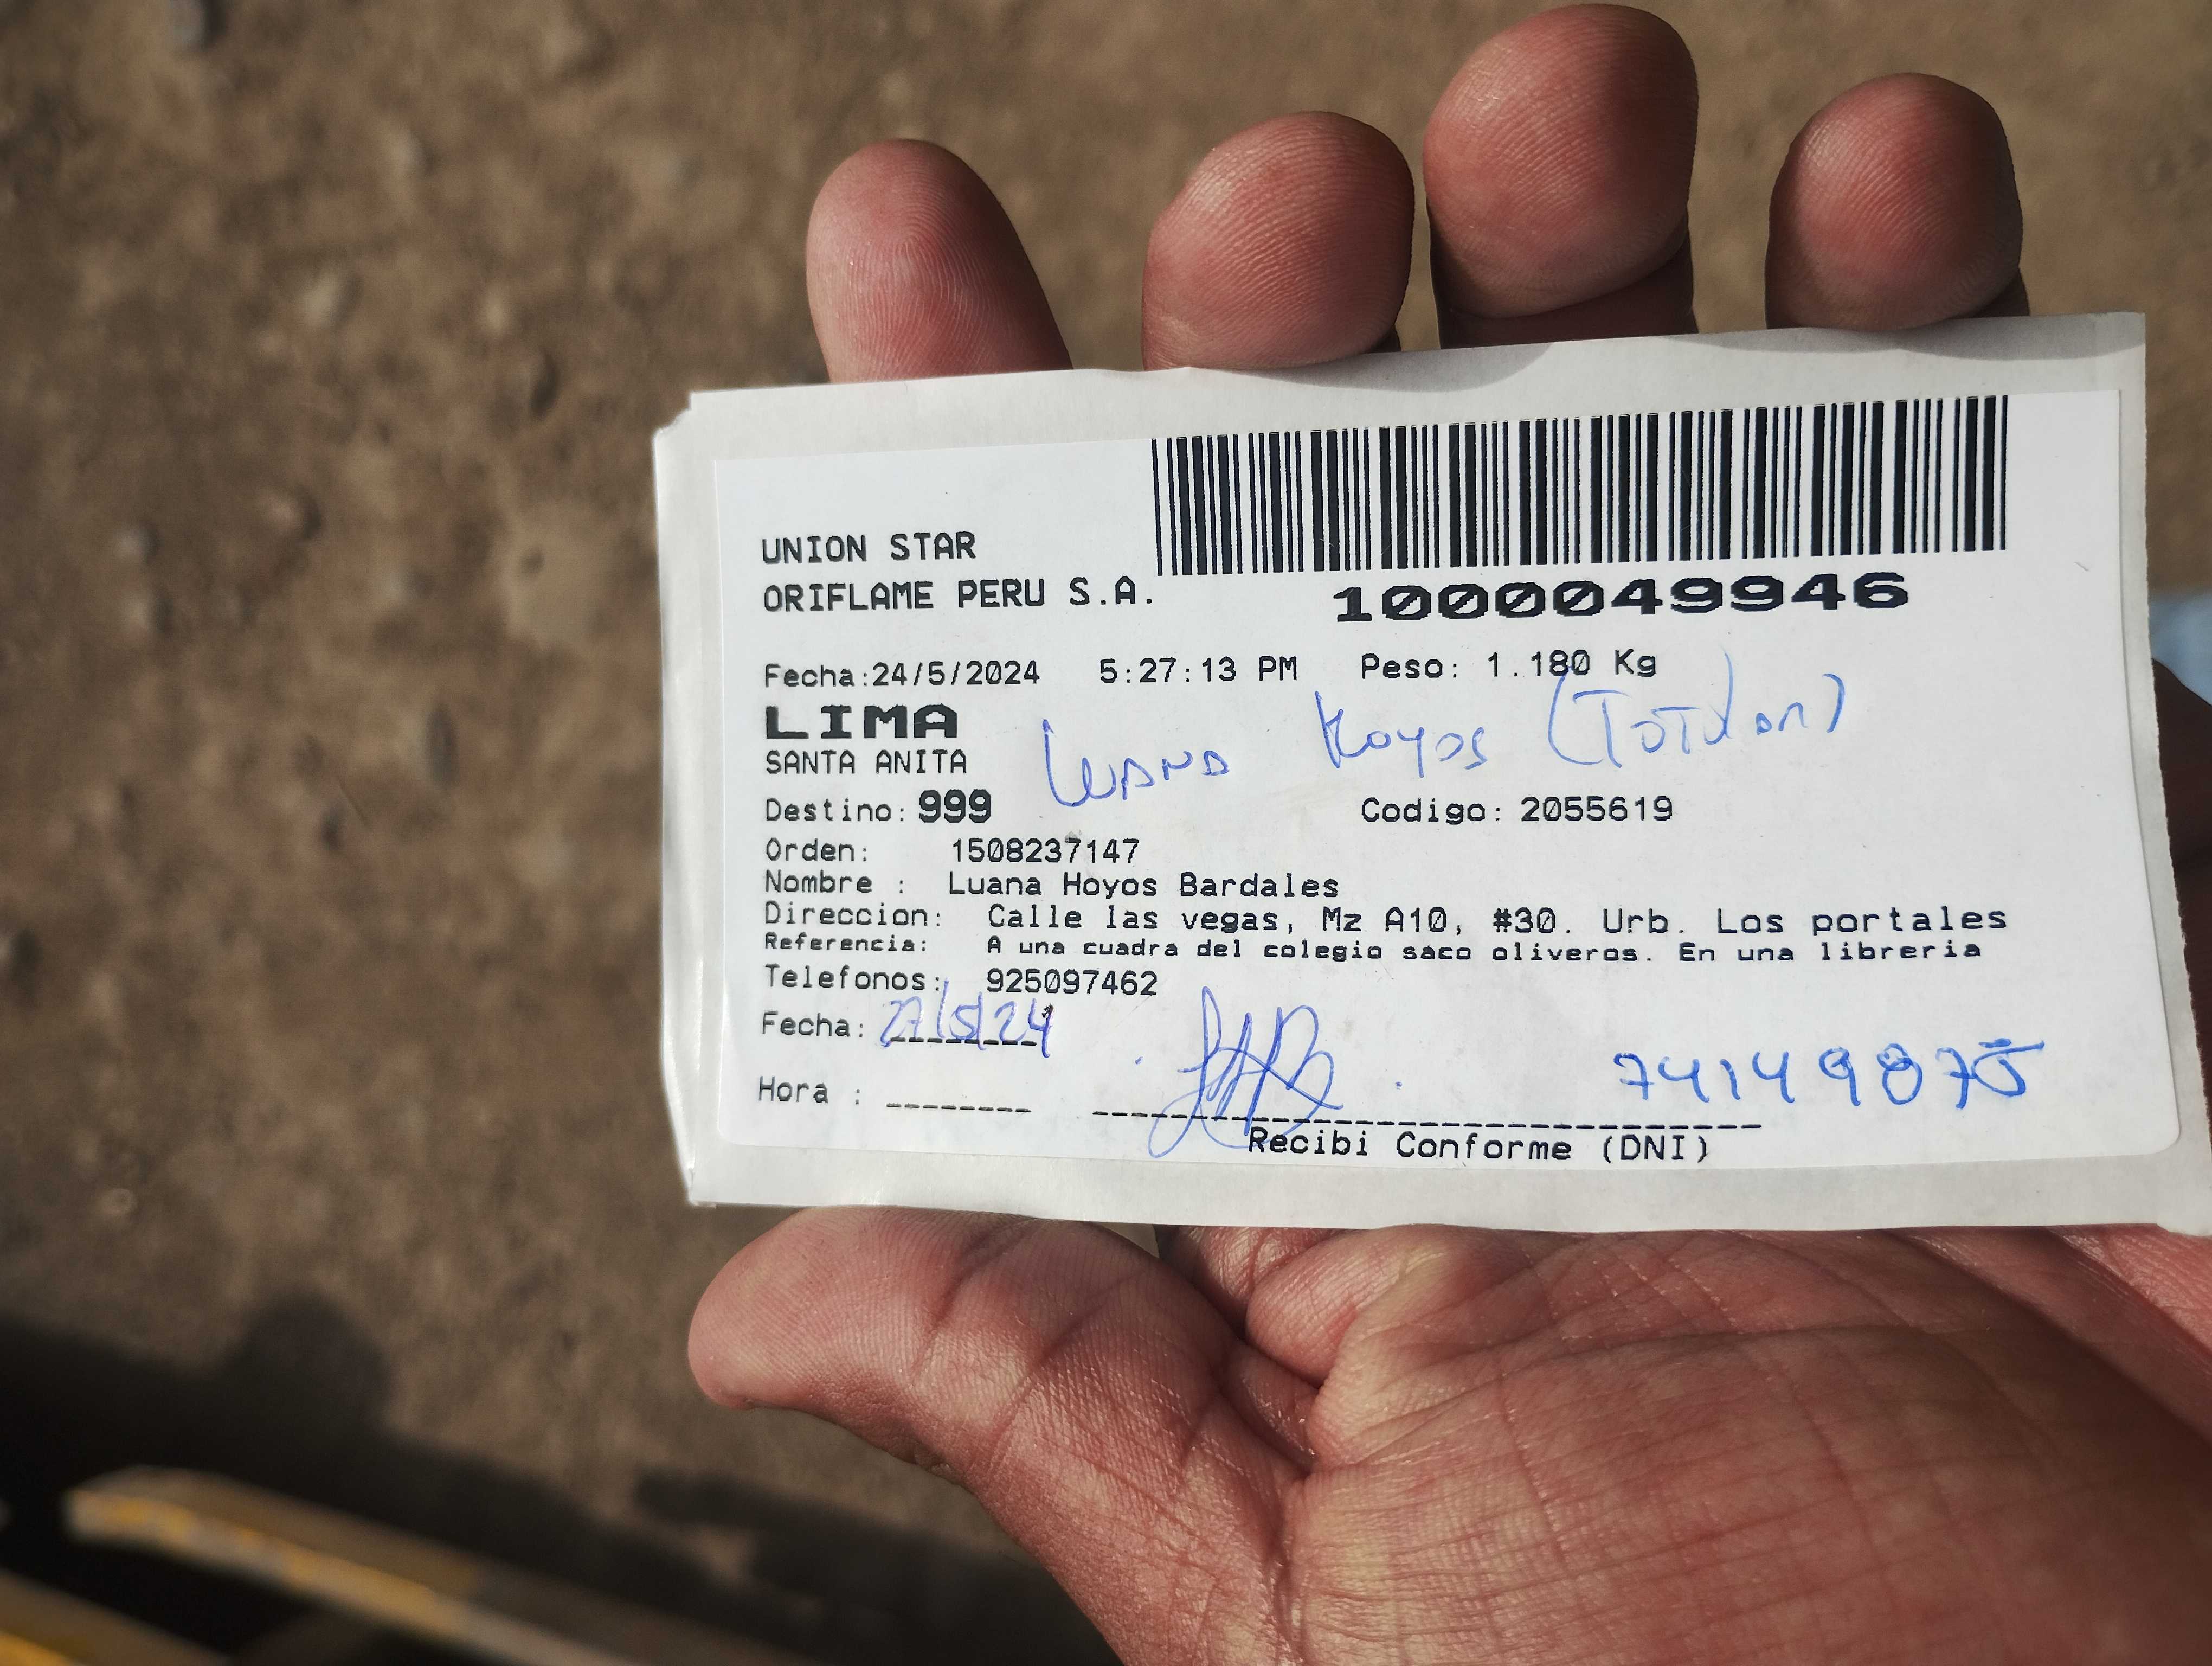 UNION STAR
ORIFLAME PERU S.A.
1000049946
Fecha:24/5/2024 5:27:13 PM Peso: 1.180 Kg
LIMA
SANTA ANITA
Luana Hoyos (Titular)
Destino: 999 Codigo: 2055619
Orden: 1508237147
Nombre : Luana Hoyos Bardales
Direccion: Calle las vegas, Mz A10, #30. Urb. Los portales
Referencia: A una cuadra del colegio saco oliveros. En una libreria
Telefonos: 925097462
Fecha: 27/5/24
Hora :
74149875
Recibi Conforme (DNI)